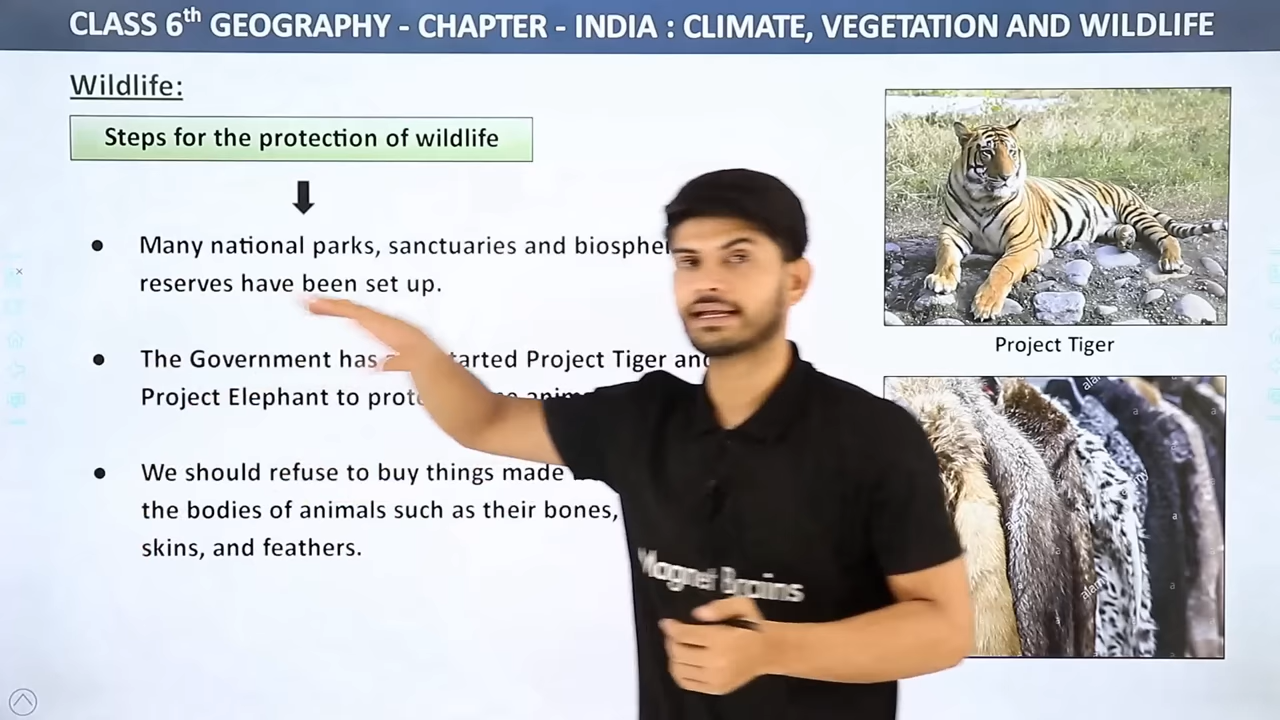 CLASS 6th GEOGRAPHY - CHAPTER - INDIA : CLIMATE, VEGETATION AND WILDLIFE
Wildlife:
Steps for the protection of wildlife
Many national parks, sanctuaries and
reserves have been set up.
The Government has started Project Tiger and
Project Elephant to
We should refuse to buy things made
the bodies of animals such as their bones,
skins, and feathers.
Project Tiger
Magnet Brains